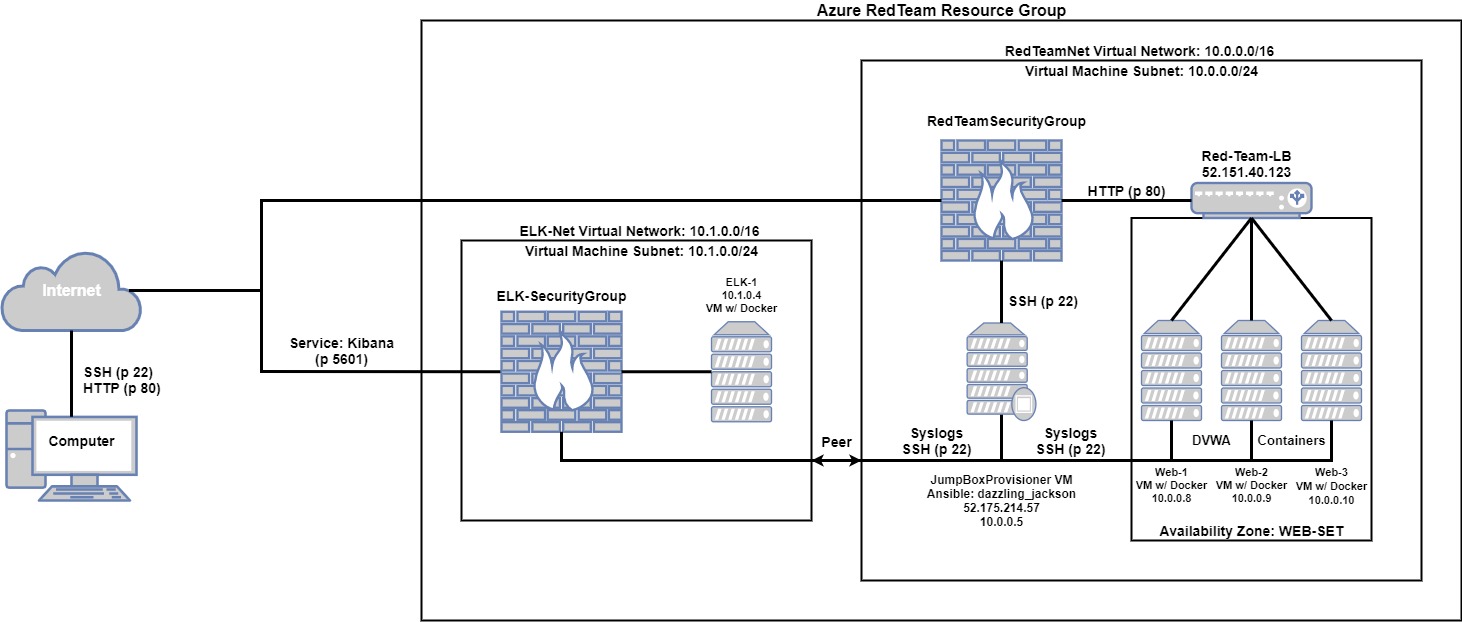 Azure RedTeam Resource Group
RedTeamNet Virtual Network: 10.0.0.0/16
Virtual Machine Subnet: 10.0.0.0/24
RedTeamSecurityGroup
Red-Team-LB
52.151.40.123
HTTP (p 80)
ELK-Net Virtual Network: 10.1.0.0/16
Virtual Machine Subnet: 10.1.0.0/24
ELK-SecurityGroup
ELK-1
10.1.0.4
VM w/ Docker
Internet
SSH (p 22)
Service: Kibana
(p 5601)
SSH (p 22)
HTTP (p 80)
Computer
Peer
Syslogs
SSH (p 22)
Syslogs
SSH (p 22)
DVWA
Containers
JumpBoxProvisioner VM
Ansible: dazzling_jackson
52.175.214.57
10.0.0.5
Web-1
VM w/ Docker
10.0.0.8
Web-2
VM w/ Docker
10.0.0.9
Web-3
VM w/ Docker
10.0.0.10
Availability Zone: WEB-SET